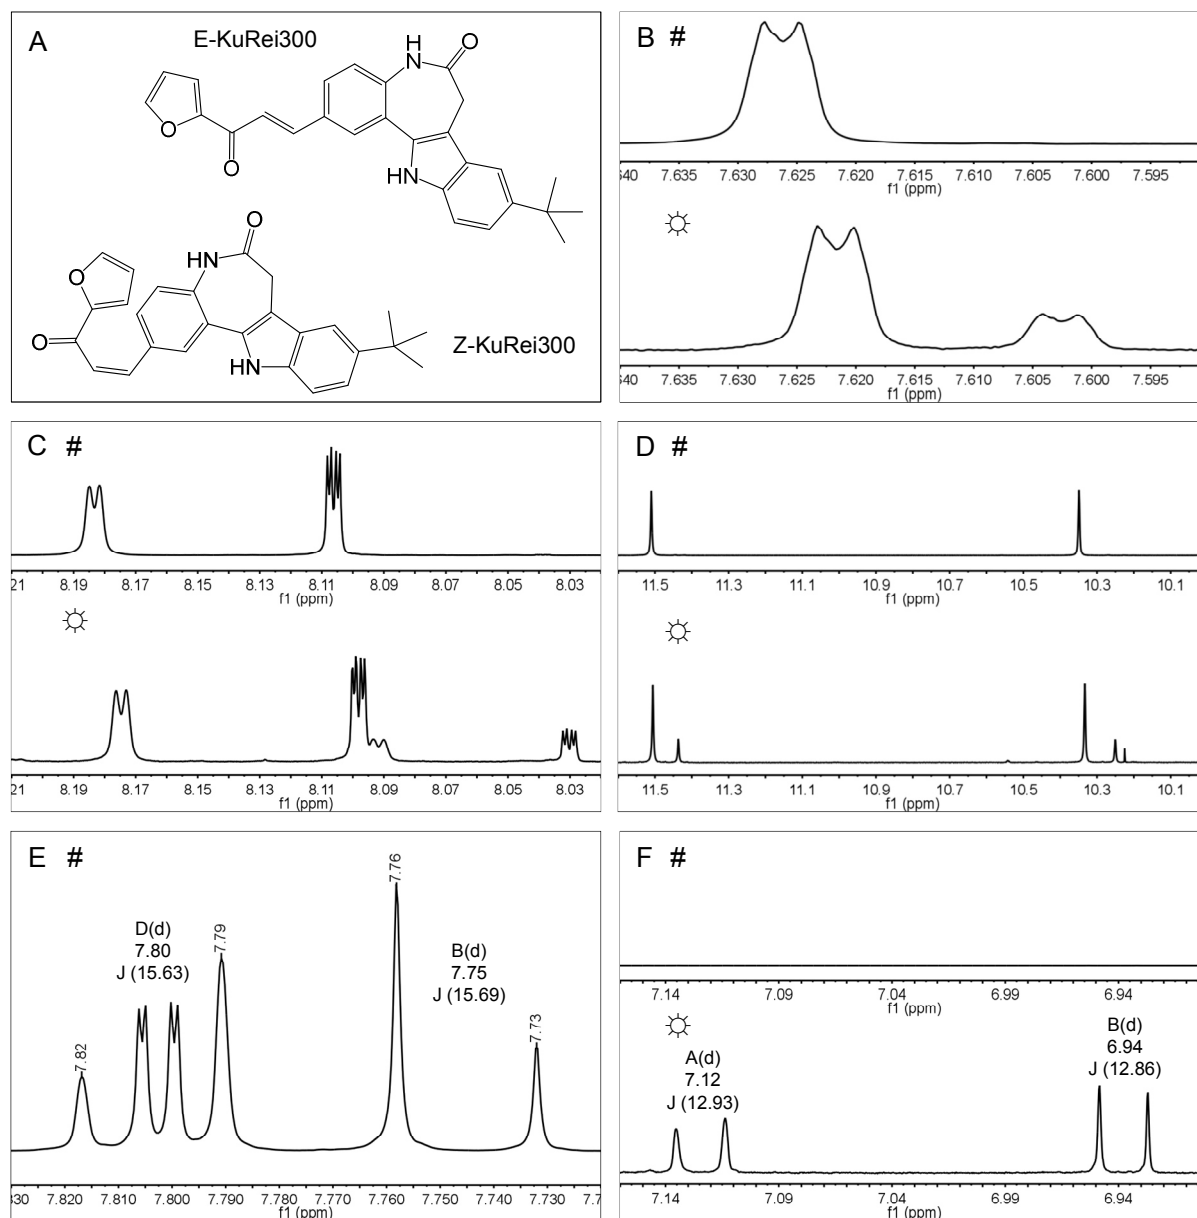 A
E-KuRei300
H
N
O
O
O
HN
O
HN
O
O
HN
Z-KuRei300
B #
7.635 7.630 7.625 7.620 7.615 7.610 7.605 7.600 7.595
f1 (ppm)
7.635 7.630 7.625 7.620 7.615 7.610 7.605 7.600 7.595
f1 (ppm)
C #
21 8.19 8.17 8.15 8.13 8.11 8.09 8.07 8.05 8.03
f1 (ppm)
21 8.19 8.17 8.15 8.13 8.11 8.09 8.07 8.05 8.03
f1 (ppm)
D #
11.5 11.3 11.1 10.9 10.7 10.5 10.3 10.1
f1 (ppm)
11.5 11.3 11.1 10.9 10.7 10.5 10.3 10.1
f1 (ppm)
E #
7.82
D(d)
7.80
J (15.63)
7.79
7.76
B(d)
7.75
J (15.69)
7.73
7.820 7.810 7.800 7.790 7.780 7.770 7.760 7.750 7.740 7.730
f1 (ppm)
F #
7.14 7.09 7.04 6.99 6.94
f1 (ppm)
A(d)
7.12
J (12.93)
B(d)
6.94
J (12.86)
7.14 7.09 7.04 6.99 6.94
f1 (ppm)